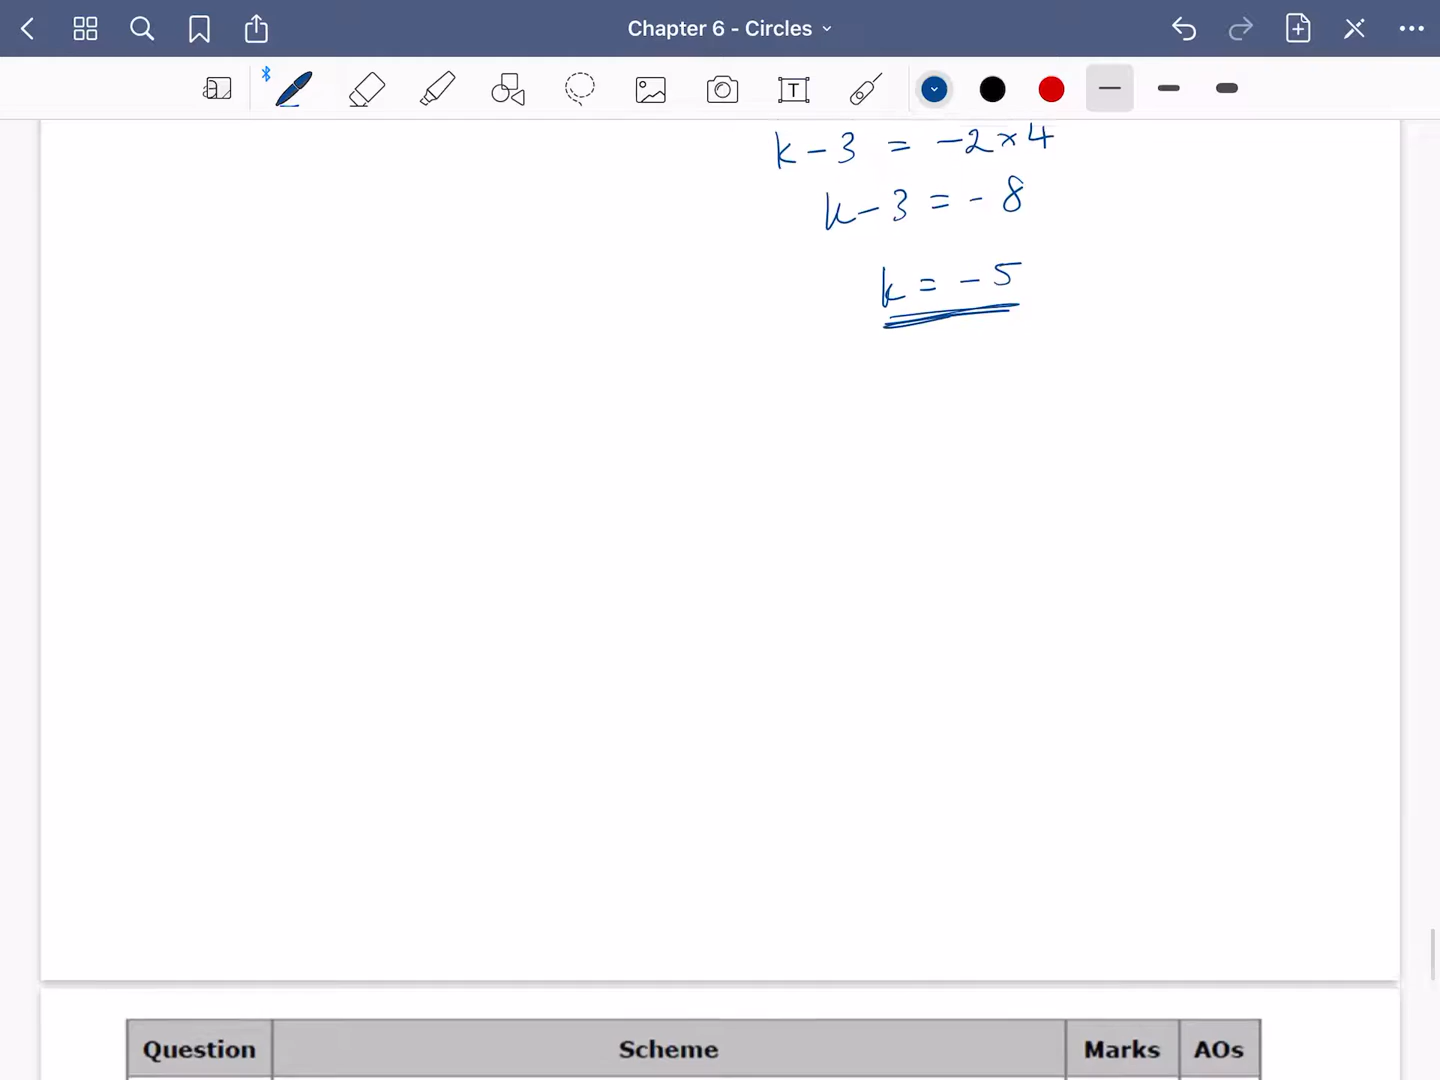 Chapter 6 - Circles
k - 3 = -2 × 4
k - 3 = - 8
k = - 5
Question Scheme Marks AOs